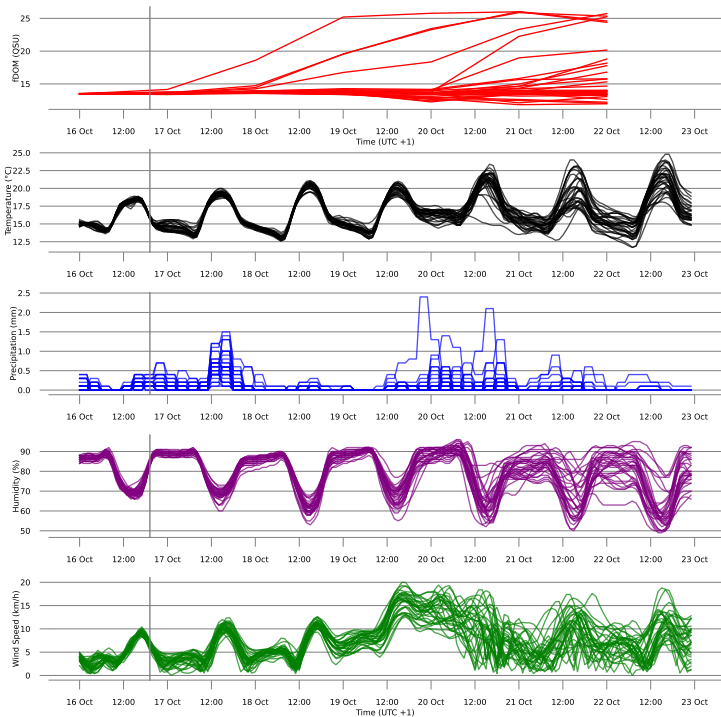 fDOM (QSU)
25
20
15
16 Oct 12:00 17 Oct 12:00 18 Oct 12:00 19 Oct 12:00 20 Oct 12:00 21 Oct 12:00 22 Oct 12:00 23 Oct
Time (UTC +1)
Temperature (°C)
25.0
22.5
20.0
17.5
15.0
12.5
16 Oct 12:00 17 Oct 12:00 18 Oct 12:00 19 Oct 12:00 20 Oct 12:00 21 Oct 12:00 22 Oct 12:00 23 Oct
Precipitation (mm)
2.5
2.0
1.5
1.0
0.5
0.0
16 Oct 12:00 17 Oct 12:00 18 Oct 12:00 19 Oct 12:00 20 Oct 12:00 21 Oct 12:00 22 Oct 12:00 23 Oct
Humidity (%)
90
80
70
60
50
16 Oct 12:00 17 Oct 12:00 18 Oct 12:00 19 Oct 12:00 20 Oct 12:00 21 Oct 12:00 22 Oct 12:00 23 Oct
Wind Speed (km/h)
20
15
10
5
0
16 Oct 12:00 17 Oct 12:00 18 Oct 12:00 19 Oct 12:00 20 Oct 12:00 21 Oct 12:00 22 Oct 12:00 23 Oct
Time (UTC +1)